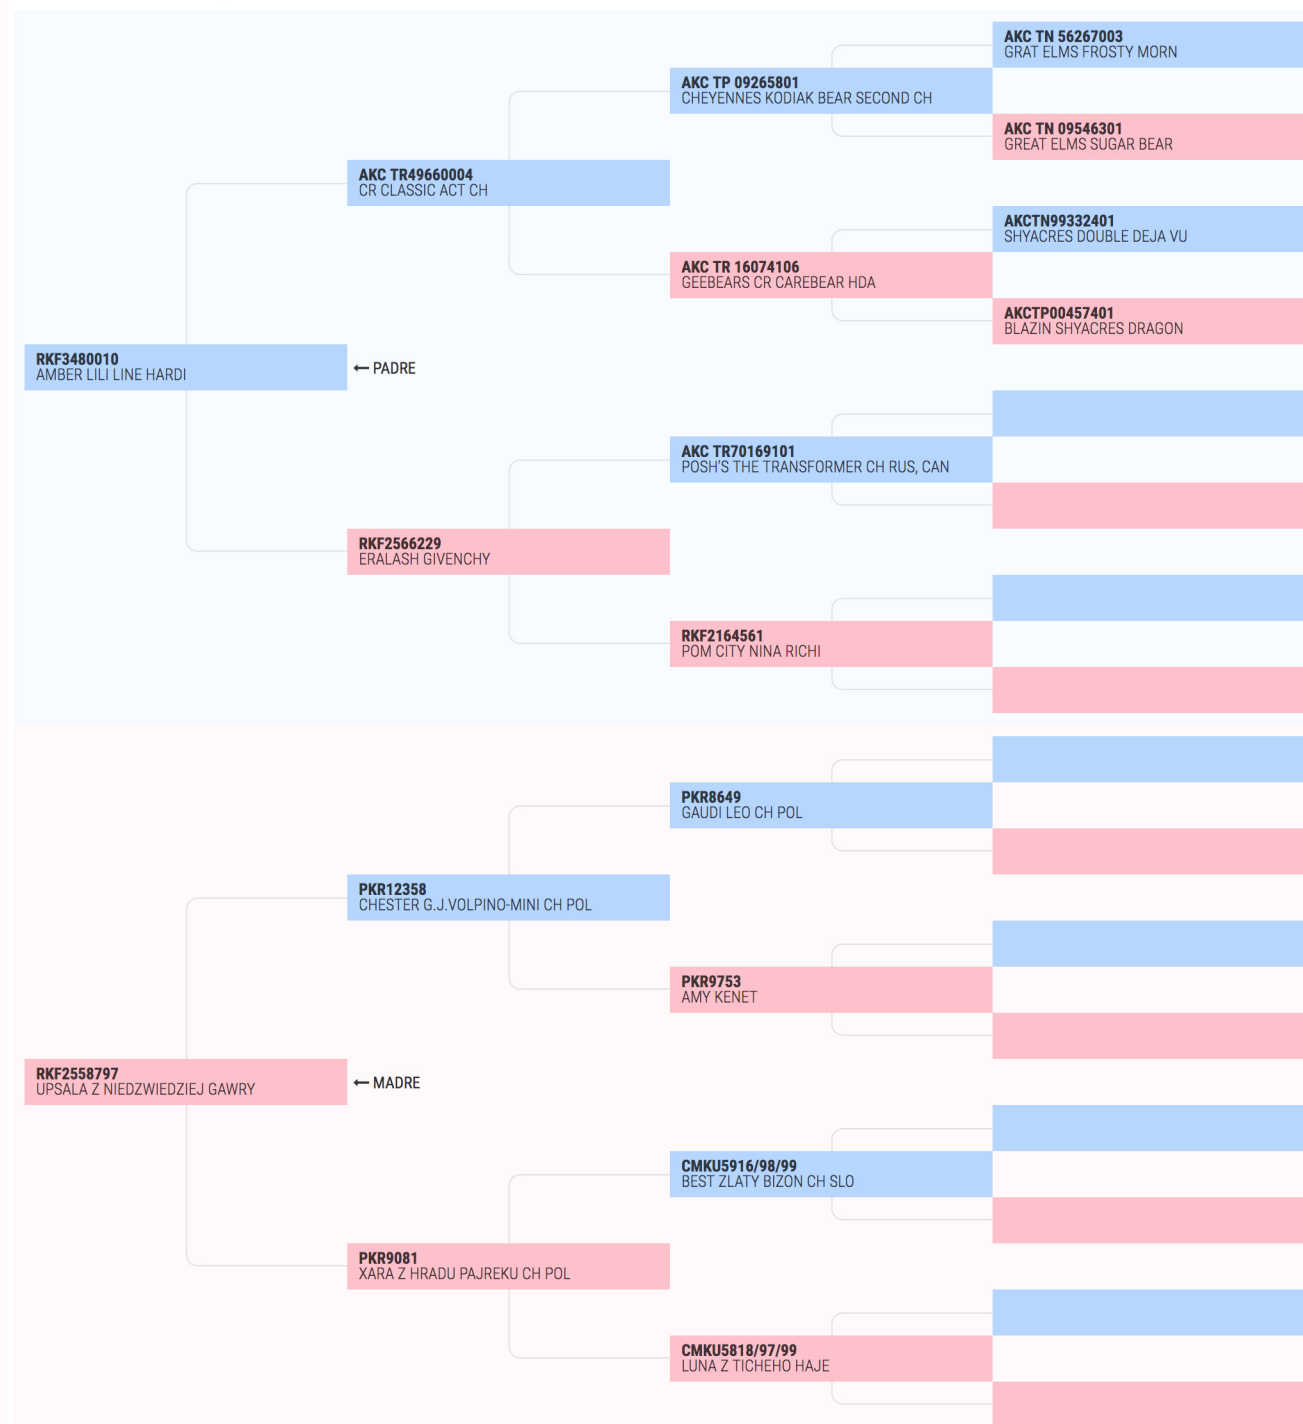 AKC TN 56267003
GRAT ELMS FROSTY MORN
AKC TP 09265801
CHEYENNES KODIAK BEAR SECOND CH
AKC TN 09546301
GREAT ELMS SUGAR BEAR
AKC TR49660004
CR CLASSIC ACT CH
AKCTN99332401
SHYACRES DOUBLE DEJA VU
AKC TR 16074106
GEEBEARS CR CAREBEAR HDA
AKCTP00457401
BLAZIN SHYACRES DRAGON
RKF3480010
AMBER LILI LINE HARDI
← PADRE
AKC TR70169101
POSH'S THE TRANSFORMER CH RUS, CAN
RKF2566229
ERALASH GIVENCHY
RKF2164561
POM CITY NINA RICHI
PKR8649
GAUDI LEO CH POL
PKR12358
CHESTER G.J.VOLPINO-MINI CH POL
PKR9753
AMY KENET
RKF2558797
UPSALA Z NIEDZWIEDZIEJ GAWRY
← MADRE
CMKU5916/98/99
BEST ZLATY BIZON CH SLO
PKR9081
XARA Z HRADU PAJREKU CH POL
CMKU5818/97/99
LUNA Z TICHEHO HAJE